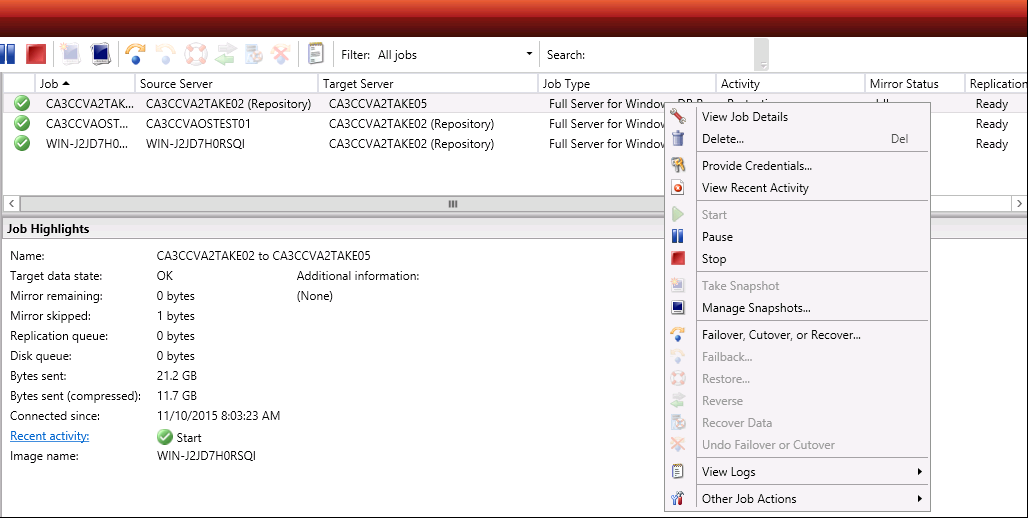 Filter: All jobs Search:
Job Source Server Target Server Job Type Activity Mirror Status Replication
CA3CCVA2TAK... CA3CCVA2TAKE02 (Repository) CA3CCVA2TAKE05 Full Server for Window Ready
CA3CCVAOST... CA3CCVAOSTEST01 CA3CCVA2TAKE02 (Repository) Full Server for Window Ready
WIN-J2JD7H0... WIN-J2JD7H0RSQI CA3CCVA2TAKE02 (Repository) Full Server for Window Ready
View Job Details
Delete... Del
Provide Credentials...
View Recent Activity
Start
Pause
Stop
Take Snapshot
Manage Snapshots...
Failover, Cutover, or Recover...
Failback...
Restore...
Reverse
Recover Data
Undo Failover or Cutover
View Logs
Other Job Actions
Job Highlights
Name: CA3CCVA2TAKE02 to CA3CCVA2TAKE05
Target data state: OK Additional information:
Mirror remaining: 0 bytes (None)
Mirror skipped: 1 bytes
Replication queue: 0 bytes
Disk queue: 0 bytes
Bytes sent: 21.2 GB
Bytes sent (compressed): 11.7 GB
Connected since: 11/10/2015 8:03:23 AM
Recent activity: Start
Image name: WIN-J2JD7H0RSQI